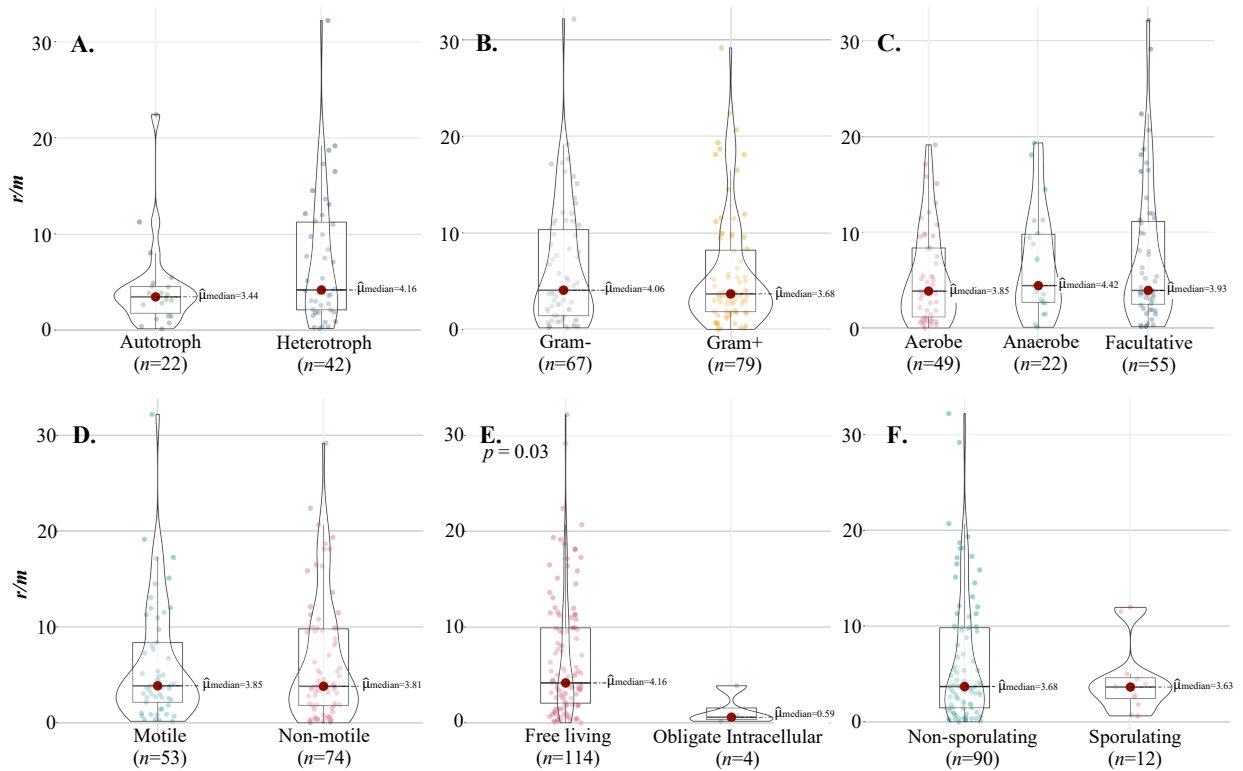 A.
r/m
30
20
10
0
μ̂median=3.44
μ̂median=4.16
Autotroph
(n=22)
Heterotroph
(n=42)
B.
30
20
10
0
μ̂median=4.06
μ̂median=3.68
Gram-
(n=67)
Gram+
(n=79)
C.
30
20
10
0
μ̂median=3.85
μ̂median=4.42
μ̂median=3.93
Aerobe
(n=49)
Anaerobe
(n=22)
Facultative
(n=55)
D.
r/m
30
20
10
0
μ̂median=3.85
μ̂median=3.81
Motile
(n=53)
Non-motile
(n=74)
E.
p = 0.03
30
20
10
0
μ̂median=4.16
μ̂median=0.59
Free living
(n=114)
Obligate Intracellular
(n=4)
F.
30
20
10
0
μ̂median=3.68
μ̂median=3.63
Non-sporulating
(n=90)
Sporulating
(n=12)